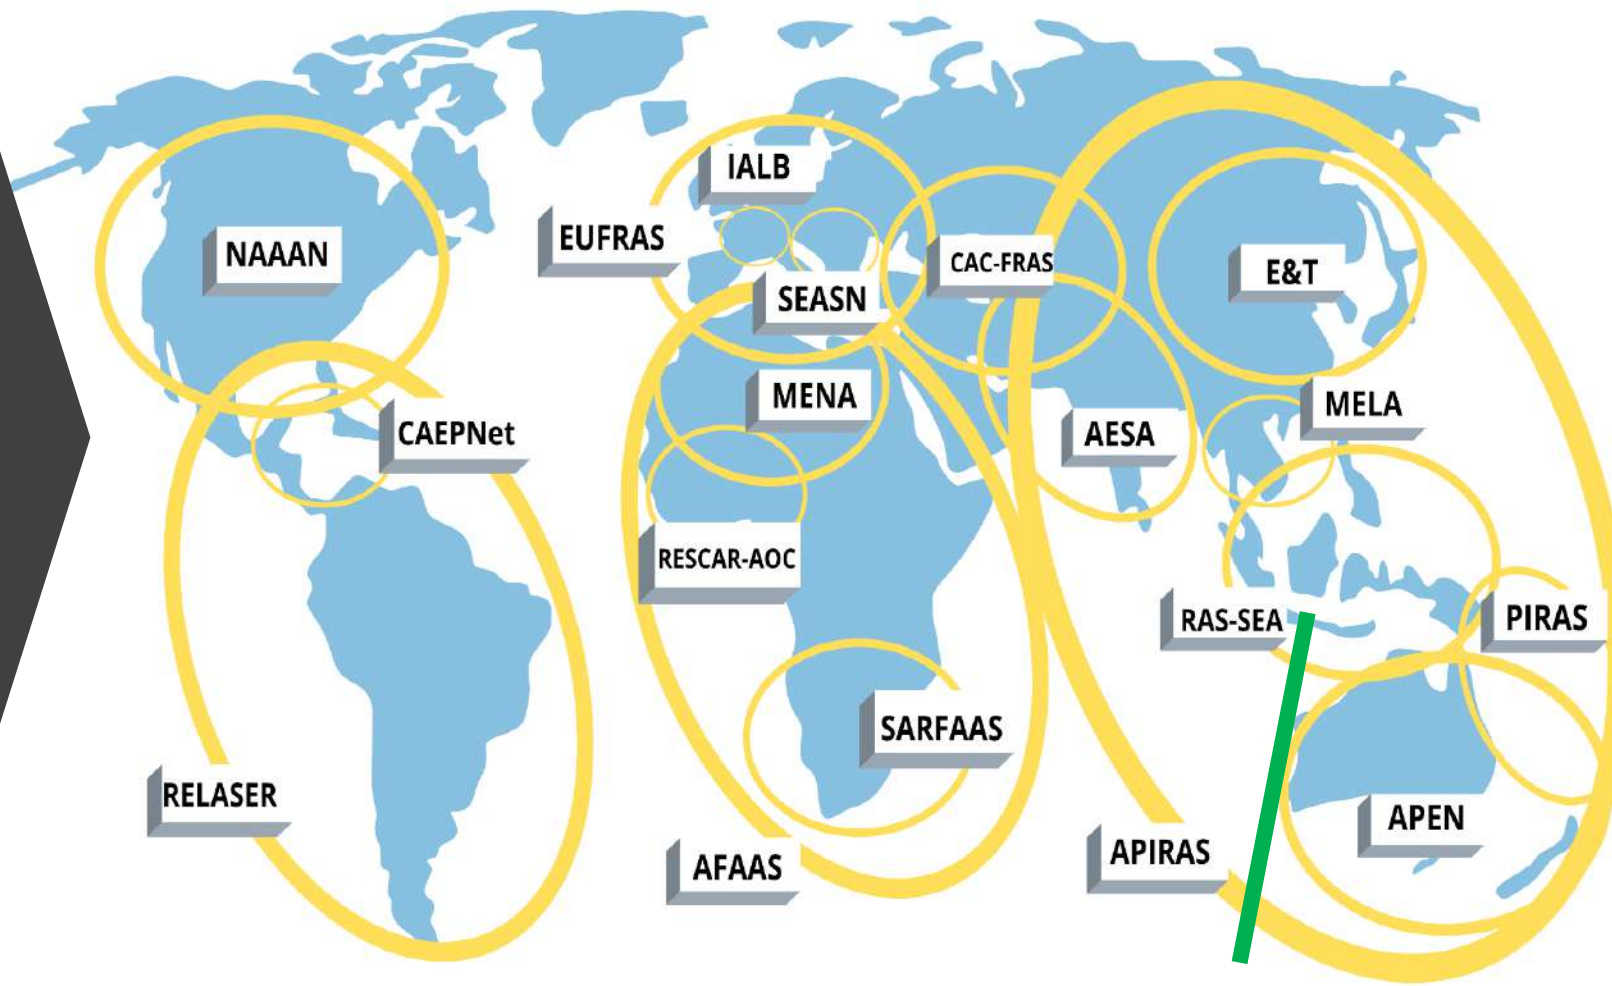 IALB
EUFRAS
NAAAN
CAC-FRAS
E&T
SEASN
MENA
MELA
CAEPNet
AESA
RESCAR-AOC
RAS-SEA
PIRAS
SARFAAS
RELASER
APEN
APIRAS
AFAAS